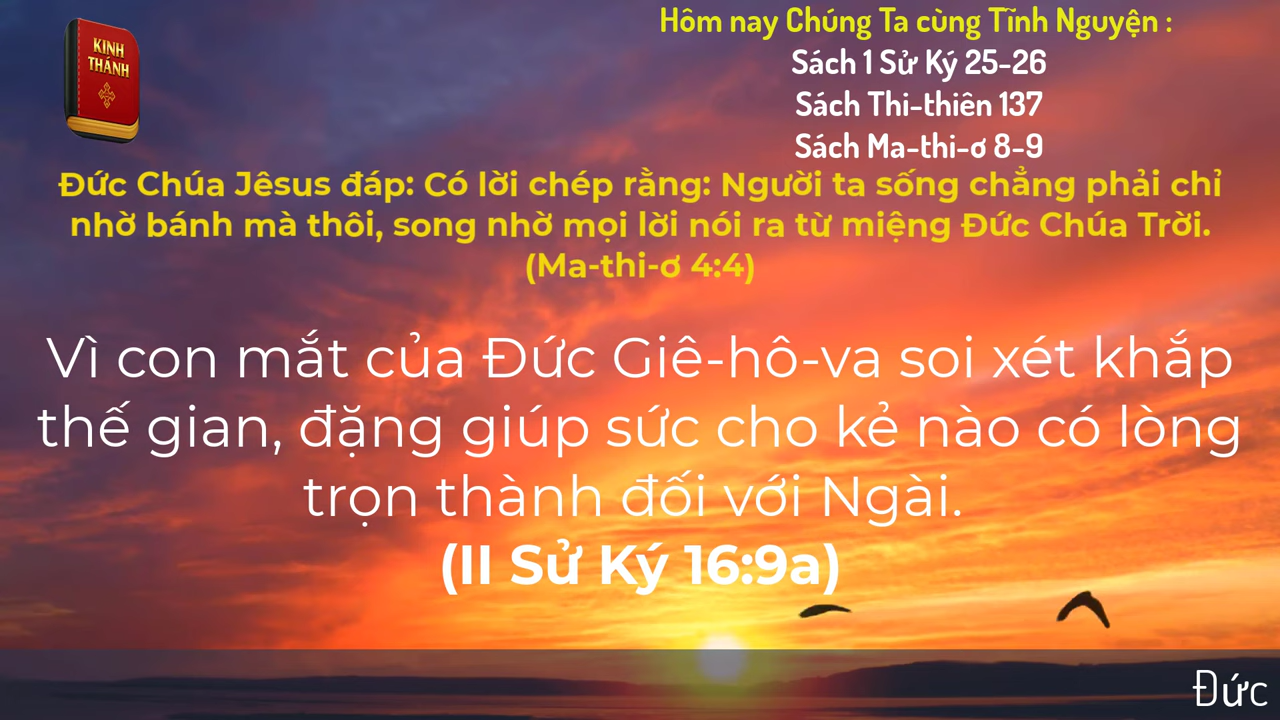 KINH
THÁNH
Hôm nay Chúng Ta cùng Tĩnh Nguyện :
Sách 1 Sử Ký 25-26
Sách Thi-thiên 137
Sách Ma-thi-ơ 8-9
Đức Chúa Jêsus đáp: Có lời chép rằng: Người ta sống chẳng phải chỉ
nhờ bánh mà thôi, song nhờ mọi lời nói ra từ miệng Đức Chúa Trời.
(Ma-thi-ơ 4:4)
Vì con mắt của Đức Giê-hô-va soi xét khắp
thế gian, đặng giúp sức cho kẻ nào có lòng
trọn thành đối với Ngài.
(II Sử Ký 16:9a)
Đức